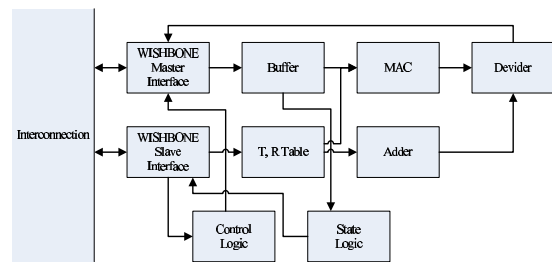 WISHBONE
Master
Interface
Buffer
MAC
Devider
Interconnection
WISHBONE
Slave
Interface
T, R Table
Adder
Control
Logic
State
Logic